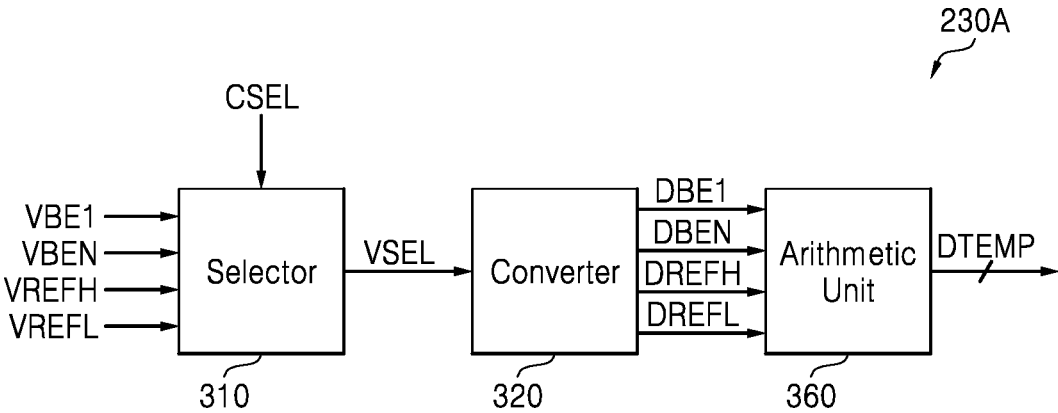 230A
CSEL
VBE1
VBEN
VREFH
VREFL
Selector
310
VSEL
Converter
320
DBE1
DBEN
DREFH
DREFL
Arithmetic
Unit
360
DTEMP